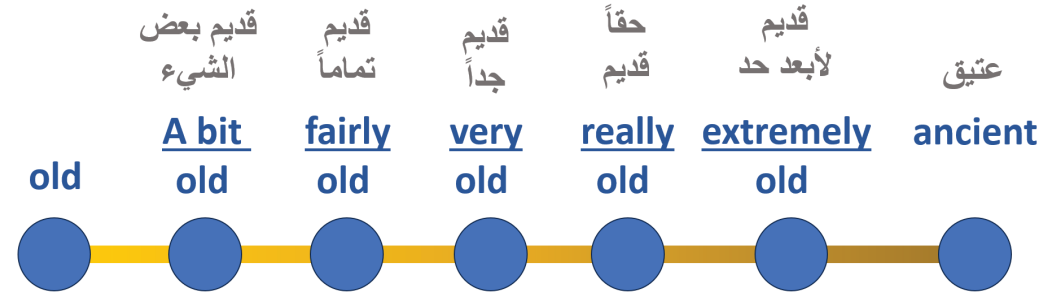 قديم بعض
الشيء
قديم
تماماً
قديم
جداً
حقاً
قديم
قديم
لأبعد حد
عتيق
old
A bit
old
fairly
old
very
old
really
old
extremely
old
ancient